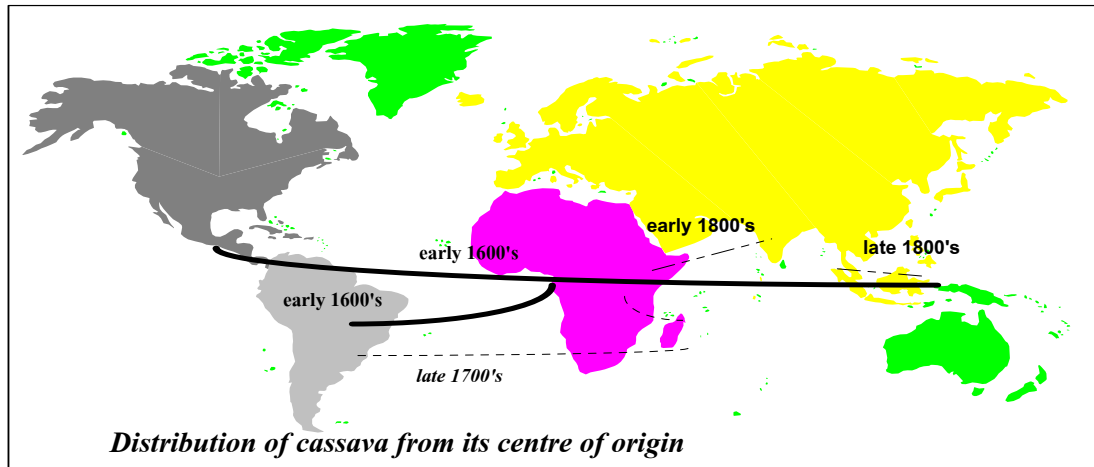 early 1800's
late 1800's
early 1600's
early 1600's
late 1700's
Distribution of cassava from its centre of origin